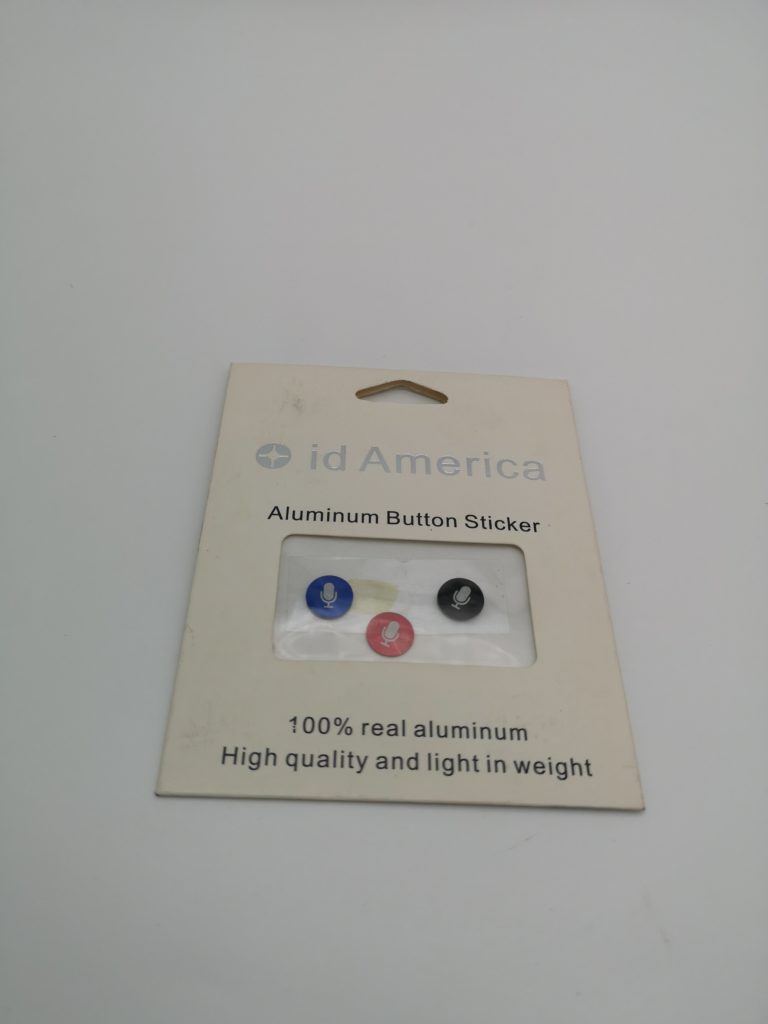 id America
Aluminum Button Sticker
100% real aluminum
High quality and light in weight